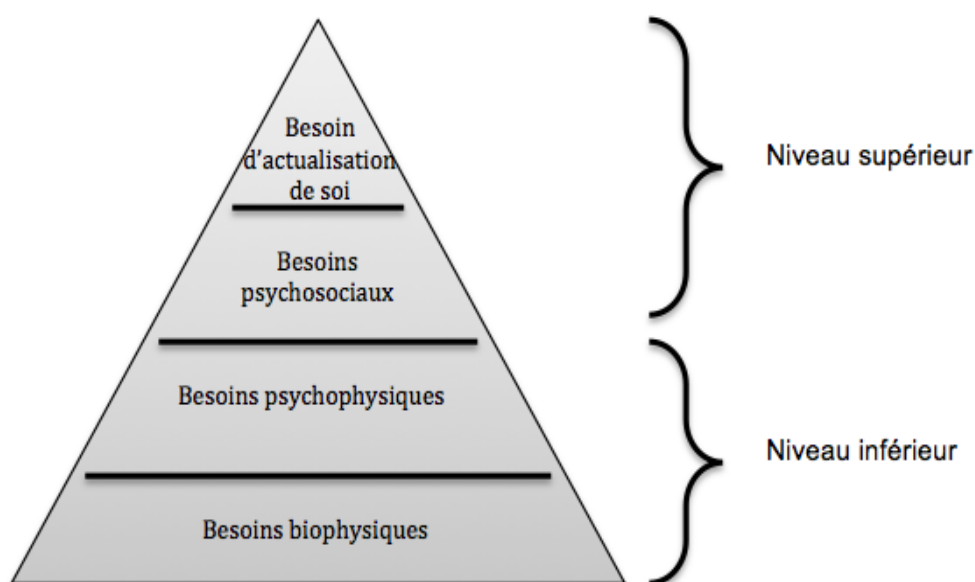 Besoin
d'actualisation
de soi
Niveau supérieur
Besoins
psychosociaux
Besoins psychophysiques
Niveau inférieur
Besoins biophysiques